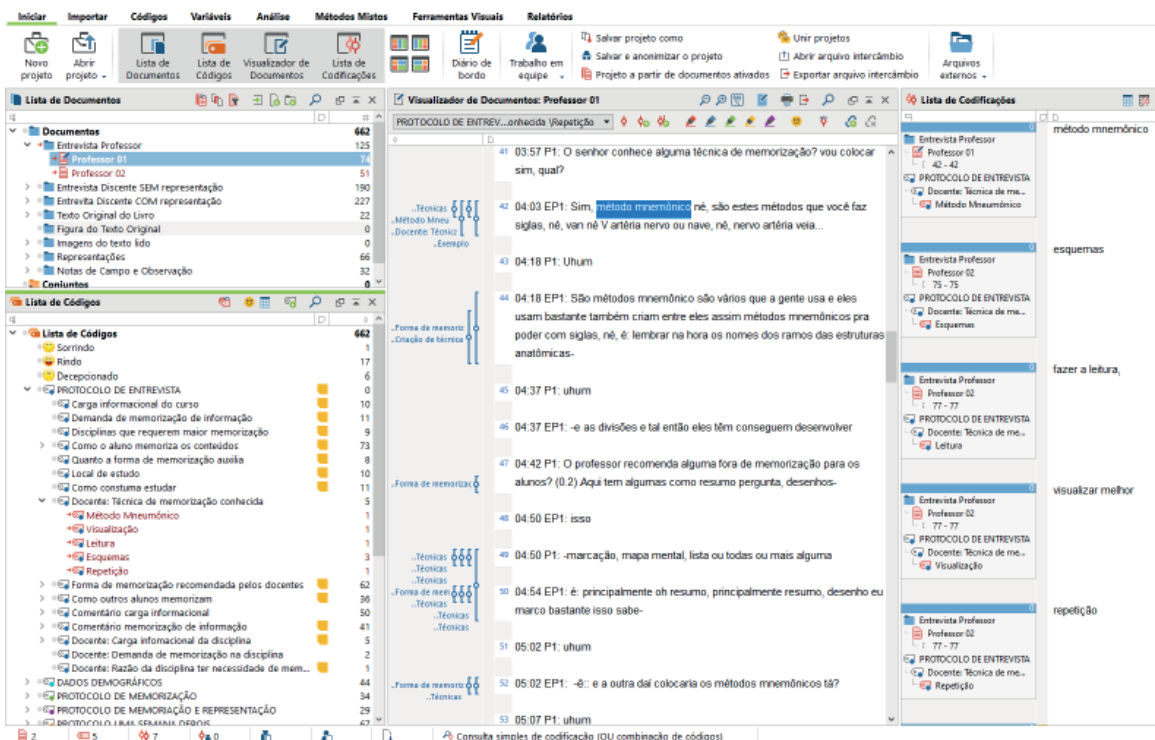 Iniciar Importar Códigos Variáveis Análise Métodos Mistos Ferramentas Visuais Relatórios
Novo projeto
Abrir projeto
Lista de Documentos
Lista de Códigos
Visualizador de Documentos
Lista de Codificações
Diário de bordo
Trabalho em equipe
Salvar projeto como
Salvar e anonimizar o projeto
Projeto a partir de documentos ativados
Unir projetos
Abrir arquivo intercâmbio
Exportar arquivo intercâmbio
Arquivos externos
Lista de Documentos
Documentos 662
Entrevista Professor 125
Professor 01 74
Professor 02 51
Entrevista Discente SEM representação 190
Entrevita Discente COM representação 227
Texto Original do Livro 22
Figura do Texto Original 0
Imagens do texto lido 0
Representações 66
Notas de Campo e Observação 32
Conjuntos 0
Lista de Códigos
Lista de Códigos 662
Sorrindo 1
Rindo 17
Decepcionado 6
PROTOCOLO DE ENTREVISTA 0
Carga informacional do curso 10
Demanda de memorização de informação 11
Disciplinas que requerem maior memorização 9
Como o aluno memoriza os conteúdos 73
Quanto a forma de memorização auxilia 8
Local de estudo 10
Como constuma estudar 11
Docente: Técnica de memorização conhecida 5
Método Mneumônico 1
Visualização 1
Leitura 1
Esquemas 3
Repetição 1
Forma de memorização recomendada pelos docentes 62
Como outros alunos memorizam 36
Comentário carga informacional 50
Comentário memorização de informação 41
Docente: Carga infomacional da disciplina 5
Docente: Demanda de memorização na disciplina 2
Docente: Razão da disciplina ter necessidade de mem... 1
DADOS DEMOGRÁFICOS 44
PROTOCOLO DE MEMORIZAÇÃO 34
PROTOCOLO DE MEMORIAÇÃO E REPRESENTAÇÃO 29
PROTOCOLO UMA SEMANA DEPOIS 67
Visualizador de Documentos: Professor 01
PROTOCOLO DE ENTREV...onhecida \Repetição
41 03:57 P1: O senhor conhece alguma técnica de memorização? vou colocar
sim, qual?
..Técnicas
..Método Mneu
..Docente: Técnica
..Exemplo
42 04:03 EP1: Sim, método mnemônico né, são estes métodos que você faz
siglas, nê, van nê V artéria nervo ou nave, nê, nervo artéria veia...
43 04:18 P1: Uhum
..Forma de memoriz
..Criação de técnica
44 04:18 EP1: São métodos mnemônico são vários que a gente usa e eles
usam bastante também criam entre eles assim métodos mnemônicos pra
poder com siglas, nê, é: lembrar na hora os nomes dos ramos das estruturas
anatômicas-
45 04:37 P1: uhum
46 04:37 EP1: -e as divisões e tal então eles têm conseguem desenvolver
..Forma de memorizaç
47 04:42 P1: O professor recomenda alguma fora de memorização para os
alunos? (0.2) Aqui tem algumas como resumo pergunta, desenhos-
48 04:50 EP1: isso
..Técnicas
..Técnicas
..Técnicas
..Forma de mem
..Técnicas
..Técnicas
..Técnicas
49 04:50 P1: -marcação, mapa mental, lista ou todas ou mais alguma
50 04:54 EP1: é: principalmente oh resumo, principalmente resumo, desenho eu
marco bastante isso sabe-
51 05:02 P1: uhum
..Forma de memoriz
..Técnicas
52 05:02 EP1: -ê:: e a outra daí colocaria os métodos mnemônicos tá?
53 05:07 P1: uhum
Lista de Codificações
Entrevista Professor
Professor 01
42 - 42
PROTOCOLO DE ENTREVISTA
Docente: Técnica de me...
Método Mneumônico
método mnemônico
Entrevista Professor
Professor 02
75 - 75
PROTOCOLO DE ENTREVISTA
Docente: Técnica de me...
Esquemas
esquemas
Entrevista Professor
Professor 02
77 - 77
PROTOCOLO DE ENTREVISTA
Docente: Técnica de me...
Leitura
fazer a leitura,
Entrevista Professor
Professor 02
77 - 77
PROTOCOLO DE ENTREVISTA
Docente: Técnica de me...
Visualização
visualizar melhor
Entrevista Professor
Professor 02
77 - 77
PROTOCOLO DE ENTREVISTA
Docente: Técnica de me...
Repetição
repetição
2 5 7 0 Consulta simples de codificação (OU combinação de códigos)